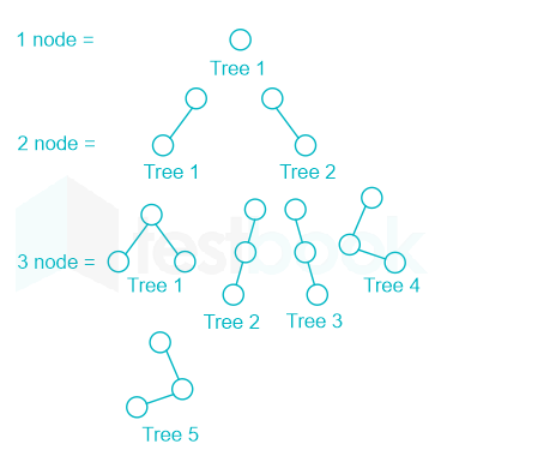 1 node =
Tree 1
2 node =
Tree 1 Tree 2
testbook
3 node =
Tree 1 Tree 4
Tree 2 Tree 3
Tree 5